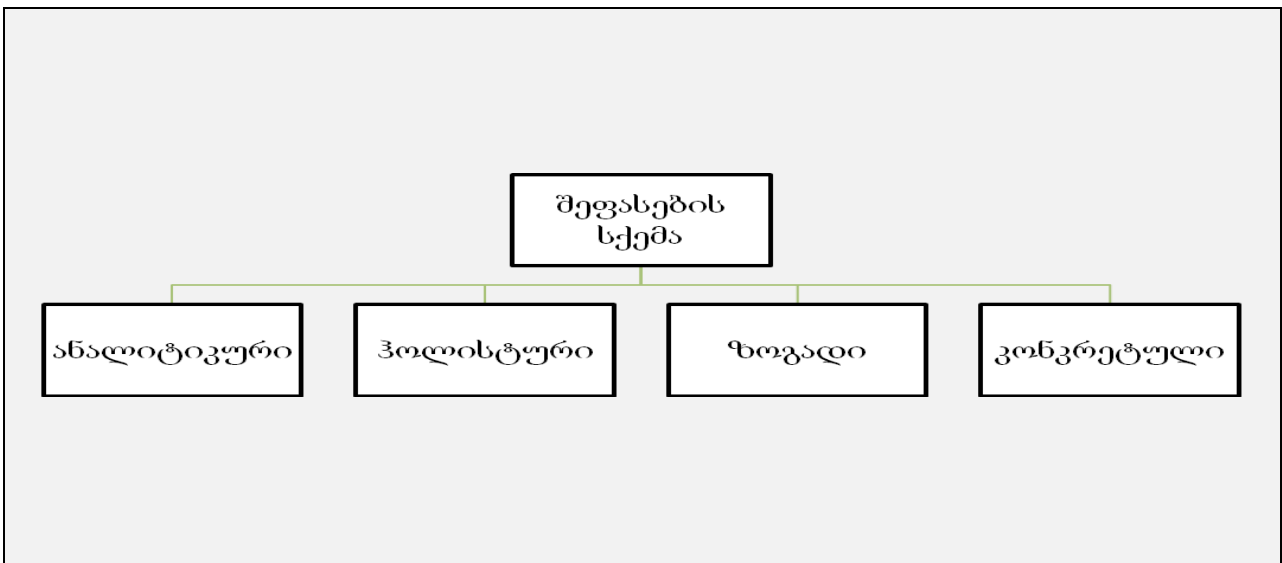 შეფასების
სქემა
ანალიტიკური
ჰოლისტური
ზოგადი
კონკრეტული